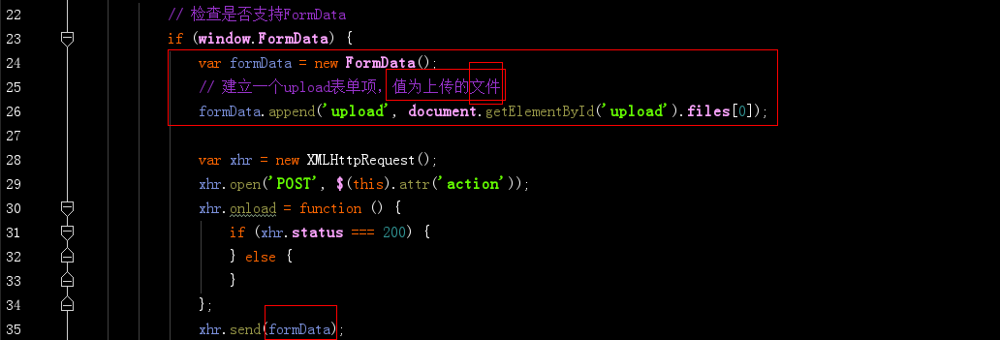 22 // 检查是否支持FormData
23 if (window.FormData) {
24 var formData = new FormData();
25 // 建立一个upload表单项，值为上传的文件
26 formData.append('upload', document.getElementById('upload').files[0]);
27
28 var xhr = new XMLHttpRequest();
29 xhr.open('POST', $(this).attr('action'));
30 xhr.onload = function () {
31 if (xhr.status === 200) {
32 } else {
33 }
34 };
35 xhr.send(formData);